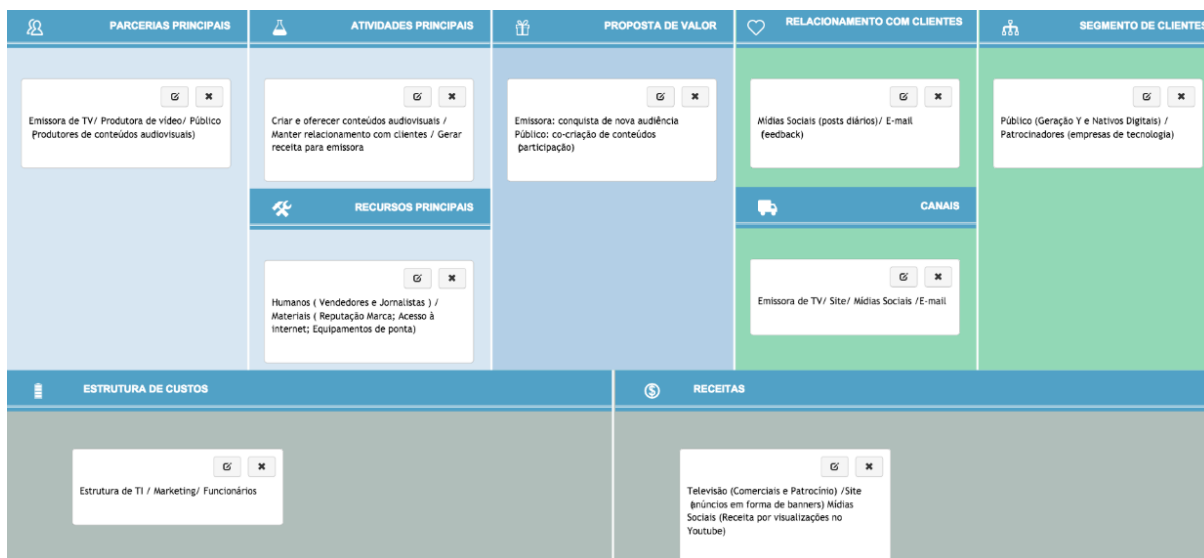 PARCERIAS PRINCIPAIS
Emissora de TV/ Produtora de vídeo/ Público
(Produtores de conteúdos audiovisuais)
ATIVIDADES PRINCIPAIS
Criar e oferecer conteúdos audiovisuais /
Manter relacionamento com clientes / Gerar
receita para emissora
RECURSOS PRINCIPAIS
Humanos ( Vendedores e Jornalistas ) /
Materiais ( Reputação Marca; Acesso à
internet; Equipamentos de ponta)
PROPOSTA DE VALOR
Emissora: conquista de nova audiência
Público: co-criação de conteúdos
(participação)
RELACIONAMENTO COM CLIENTES
Mídias Sociais (posts diários)/ E-mail
(feedback)
CANAIS
Emissora de TV/ Site/ Mídias Sociais /E-mail
SEGMENTO DE CLIENTES
Público (Geração Y e Nativos Digitais) /
Patrocinadores (empresas de tecnologia)
ESTRUTURA DE CUSTOS
Estrutura de TI / Marketing/ Funcionários
RECEITAS
Televisão (Comerciais e Patrocínio) /Site
(anúncios em forma de banners) Mídias
Sociais (Receita por visualizações no
Youtube)